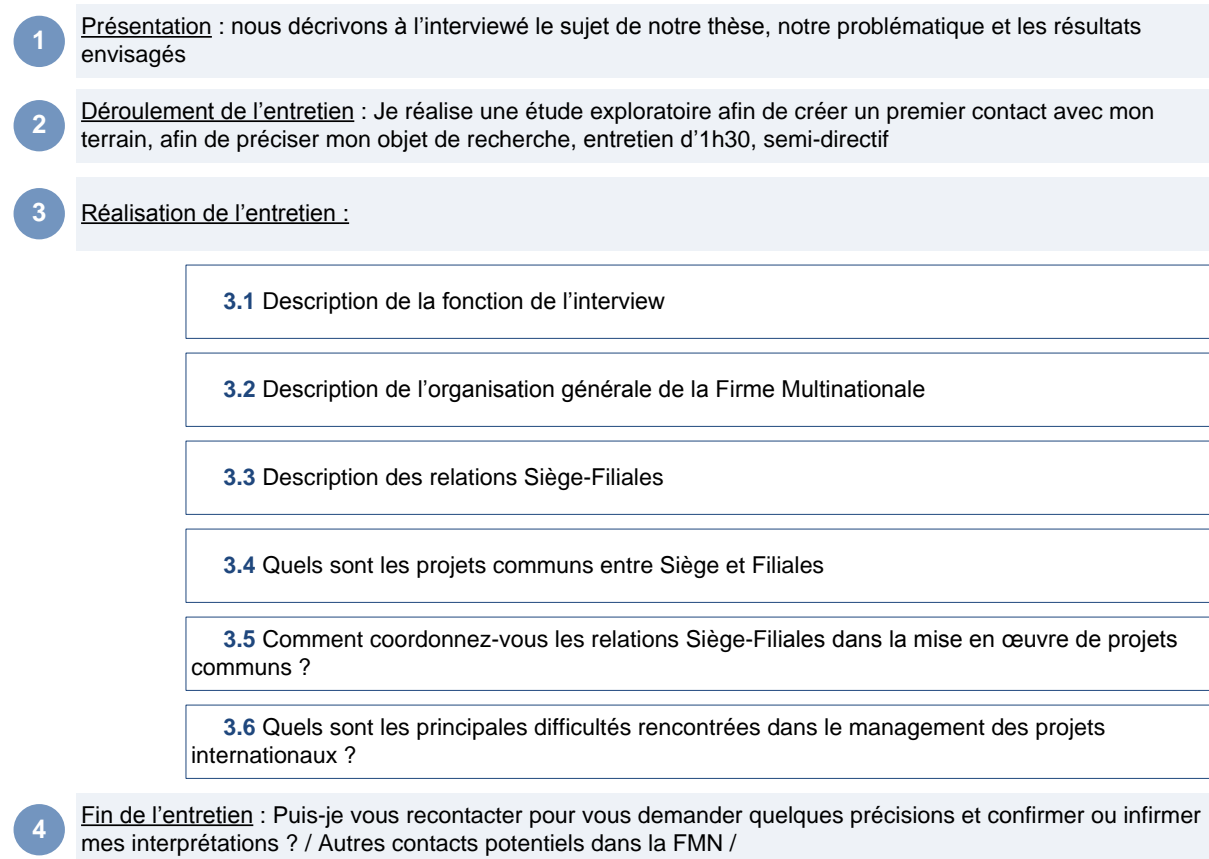 1
Présentation : nous décrivons à l'interviewé le sujet de notre thèse, notre problématique et les résultats
envisagés
2
Déroulement de l'entretien : Je réalise une étude exploratoire afin de créer un premier contact avec mon
terrain, afin de préciser mon objet de recherche, entretien d'1h30, semi-directif
3
Réalisation de l'entretien :
3.1 Description de la fonction de l'interview
3.2 Description de l'organisation générale de la Firme Multinationale
3.3 Description des relations Siège-Filiales
3.4 Quels sont les projets communs entre Siège et Filiales
3.5 Comment coordonnez-vous les relations Siège-Filiales dans la mise en œuvre de projets
communs ?
3.6 Quels sont les principales difficultés rencontrées dans le management des projets
internationaux ?
4
Fin de l'entretien : Puis-je vous recontacter pour vous demander quelques précisions et confirmer ou infirmer
mes interprétations ? / Autres contacts potentiels dans la FMN /